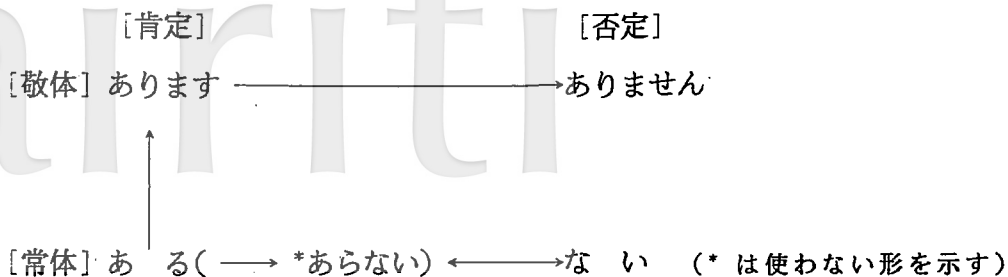 [肯定] [否定]
[敬体] あります ―→ ありません
[常体] あ る( ―→ *あらない) ←→ な い (* は使わない形を示す)
airiti